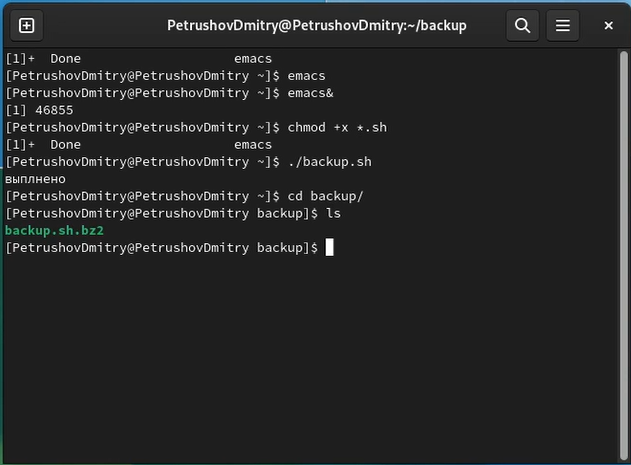 PetrushovDmitry@PetrushovDmitry:~/backup
[1]+  Done                    emacs
[PetrushovDmitry@PetrushovDmitry ~]$ emacs
[PetrushovDmitry@PetrushovDmitry ~]$ emacs&
[1] 46855
[PetrushovDmitry@PetrushovDmitry ~]$ chmod +x *.sh
[1]+  Done                    emacs
[PetrushovDmitry@PetrushovDmitry ~]$ ./backup.sh
выплнено
[PetrushovDmitry@PetrushovDmitry ~]$ cd backup/
[PetrushovDmitry@PetrushovDmitry backup]$ ls
backup.sh.bz2
[PetrushovDmitry@PetrushovDmitry backup]$